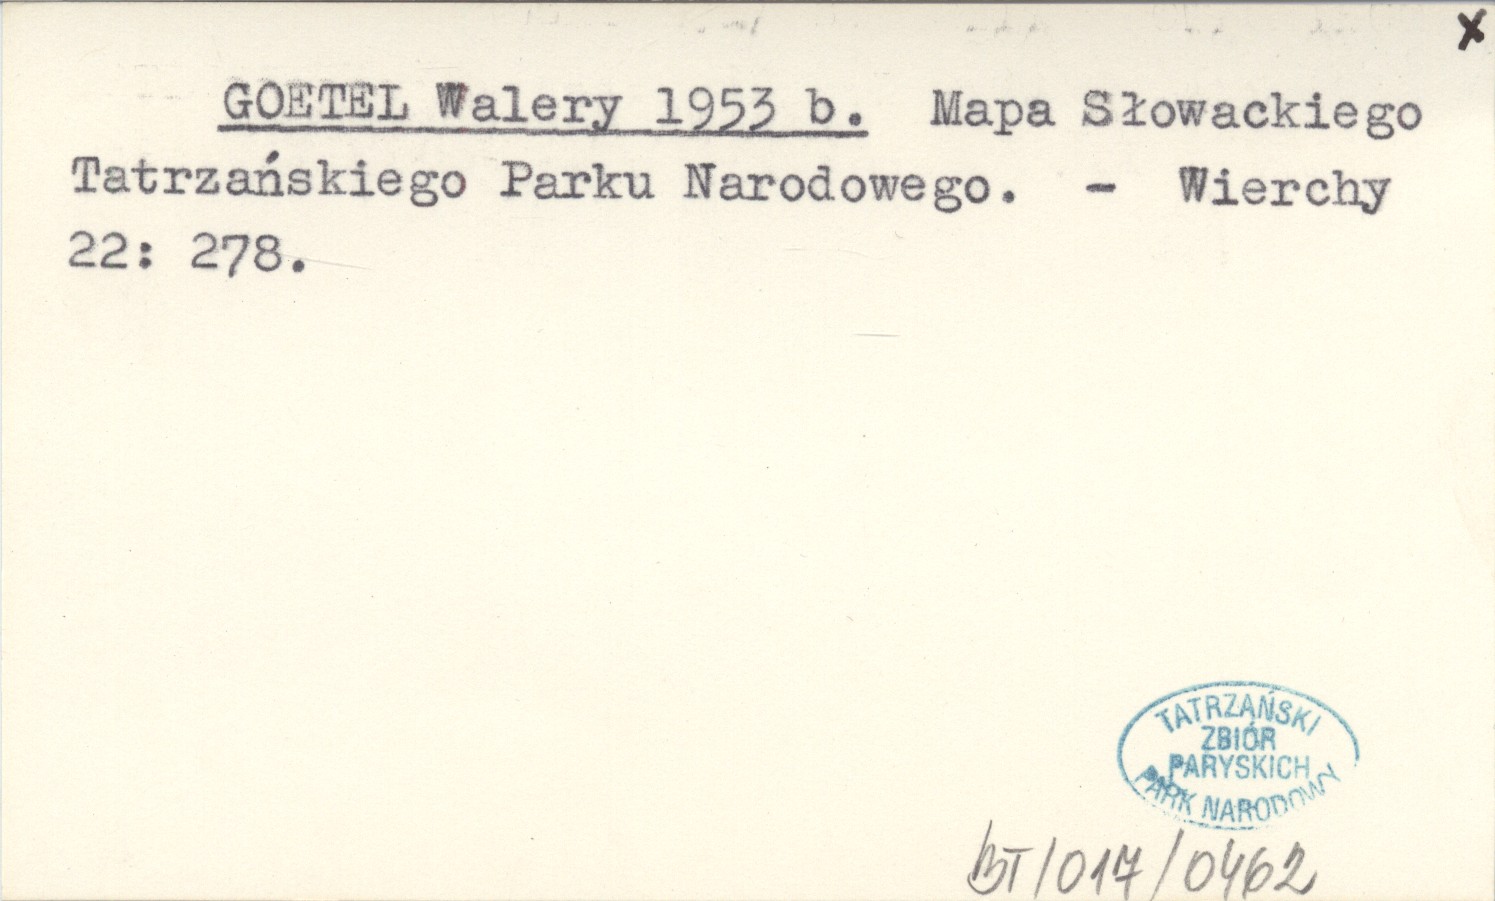 x
GOETEL Walery 1953 b. Mapa Słowackiego
Tatrzańskiego Parku Narodowego. - Wierchy
22: 278.
TATRZAŃSKI
ZBIÓR
PARYSKICH
PARK NARODOWY
BT/017/0462